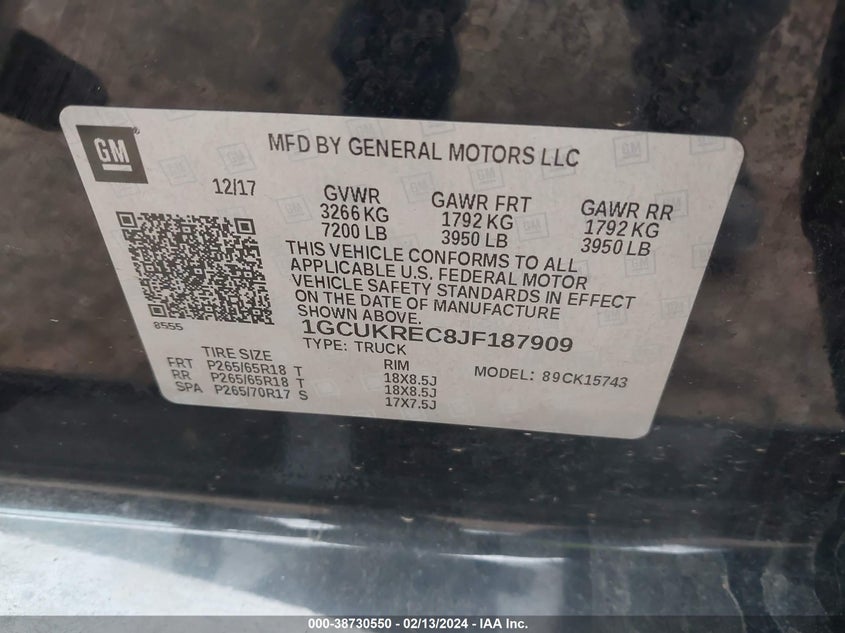 GM
MFD BY GENERAL MOTORS LLC
12/17
GVWR
3266 KG
7200 LB
GAWR FRT
1792 KG
3950 LB
GAWR RR
1792 KG
3950 LB
THIS VEHICLE CONFORMS TO ALL
APPLICABLE U.S. FEDERAL MOTOR
VEHICLE SAFETY STANDARDS IN EFFECT
ON THE DATE OF MANUFACTURE
SHOWN ABOVE.
8555
1GCUKREC8JF187909
TYPE: TRUCK
MODEL: 89CK15743
TIRE SIZE RIM
FRT P265/65R18 T 18X8.5J
RR P265/65R18 T 18X8.5J
SPA P265/70R17 S 17X7.5J
000-38730550 - 02/13/2024 - IAA Inc.